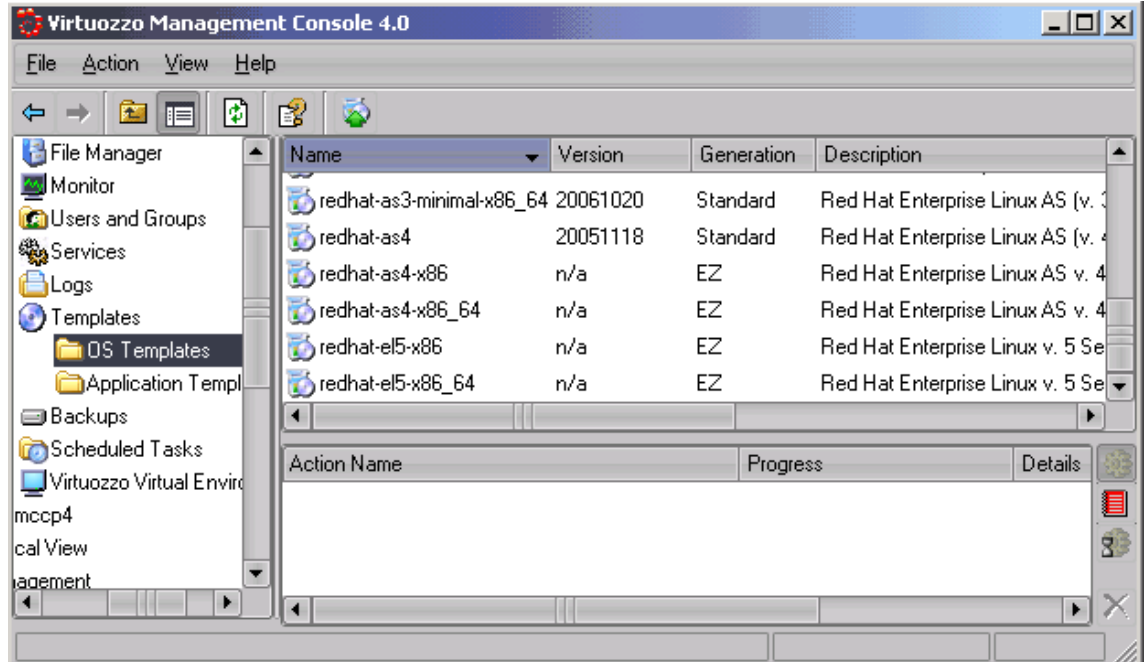 Virtuozzo Management Console 4.0
File Action View Help
File Manager
Monitor
Users and Groups
Services
Logs
Templates
OS Templates
Application Templ
Backups
Scheduled Tasks
Virtuozzo Virtual Enviro
mccp4
cal View
agement
Name Version Generation Description
redhat-as3-minimal-x86_64 20061020 Standard Red Hat Enterprise Linux AS (v. 3
redhat-as4 20051118 Standard Red Hat Enterprise Linux AS (v. 4
redhat-as4-x86 n/a EZ Red Hat Enterprise Linux AS v. 4
redhat-as4-x86_64 n/a EZ Red Hat Enterprise Linux AS v. 4
redhat-el5-x86 n/a EZ Red Hat Enterprise Linux v. 5 Se
redhat-el5-x86_64 n/a EZ Red Hat Enterprise Linux v. 5 Se
Action Name Progress Details